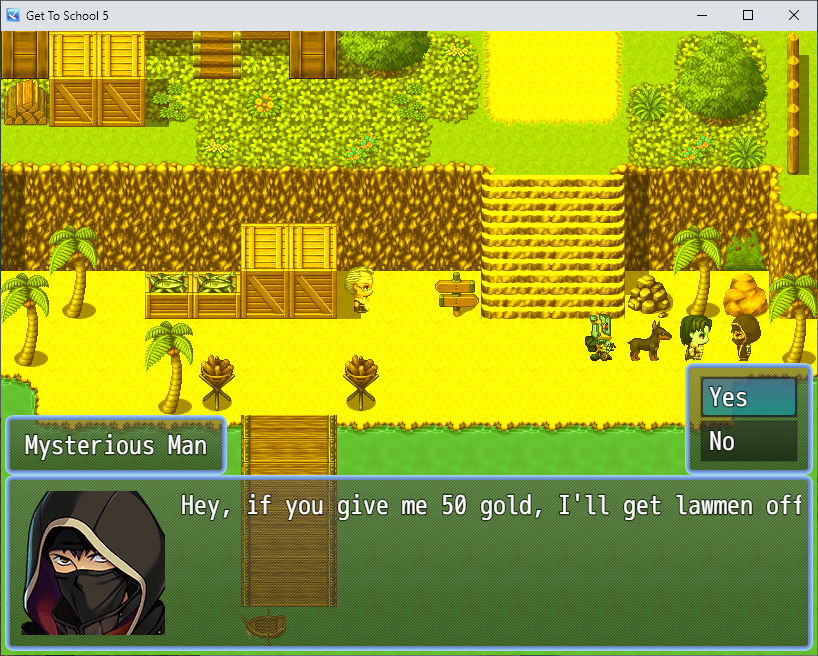 Get To School 5
Yes
No
Mysterious Man
Hey, if you give me 50 gold, I'll get lawmen off